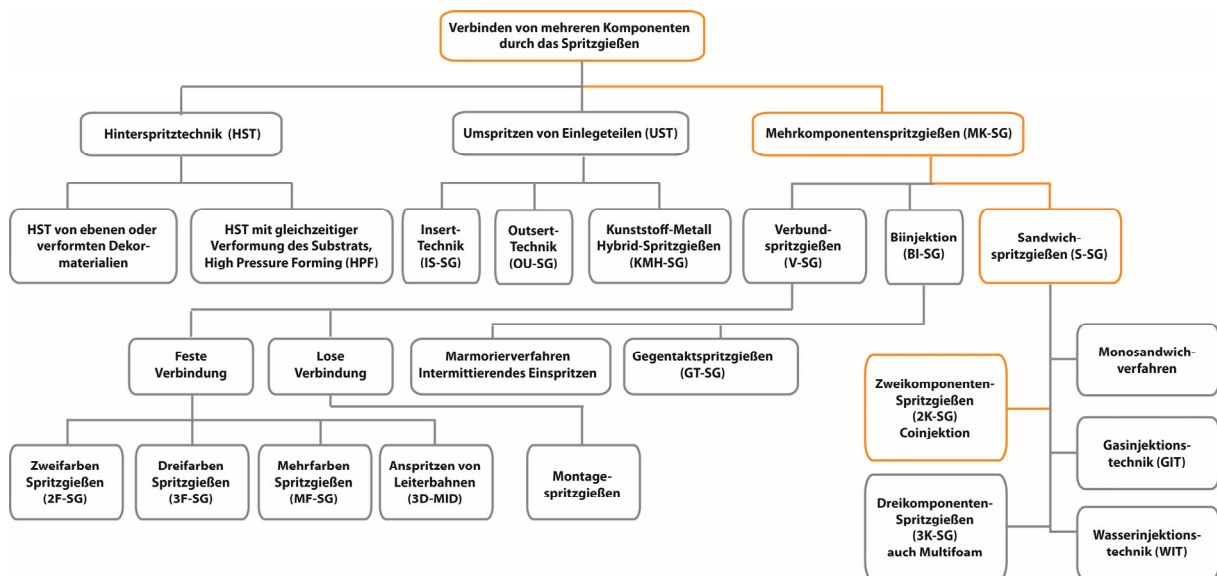 Verbinden von mehreren Komponenten
durch das Spritzgießen
Hinterspritztechnik (HST)
Umspritzen von Einlegeteilen (UST)
Mehrkomponentenspritzgießen (MK-SG)
HST von ebenen oder
verformten Dekor-
materialien
HST mit gleichzeitiger
Verformung des Substrats,
High Pressure Forming (HPF)
Insert-
Technik
(IS-SG)
Outsert-
Technik
(OU-SG)
Kunststoff-Metall
Hybrid-Spritzgießen
(KMH-SG)
Verbund-
spritzgießen
(V-SG)
Biinjektion
(BI-SG)
Sandwich-
spritzgießen (S-SG)
Feste
Verbindung
Lose
Verbindung
Marmorierverfahren
Intermittierendes Einspritzen
Gegentaktspritzgießen
(GT-SG)
Zweikomponenten-
Spritzgießen
(2K-SG)
Coinjektion
Monosandwich-
verfahren
Zweifarben
Spritzgießen
(2F-SG)
Dreifarben
Spritzgießen
(3F-SG)
Mehrfarben
Spritzgießen
(MF-SG)
Anspritzen von
Leiterbahnen
(3D-MID)
Montage-
spritzgießen
Gasinjektions-
technik (GIT)
Dreikomponenten-
Spritzgießen
(3K-SG)
auch Multifoam
Wasserinjektions-
technik (WIT)